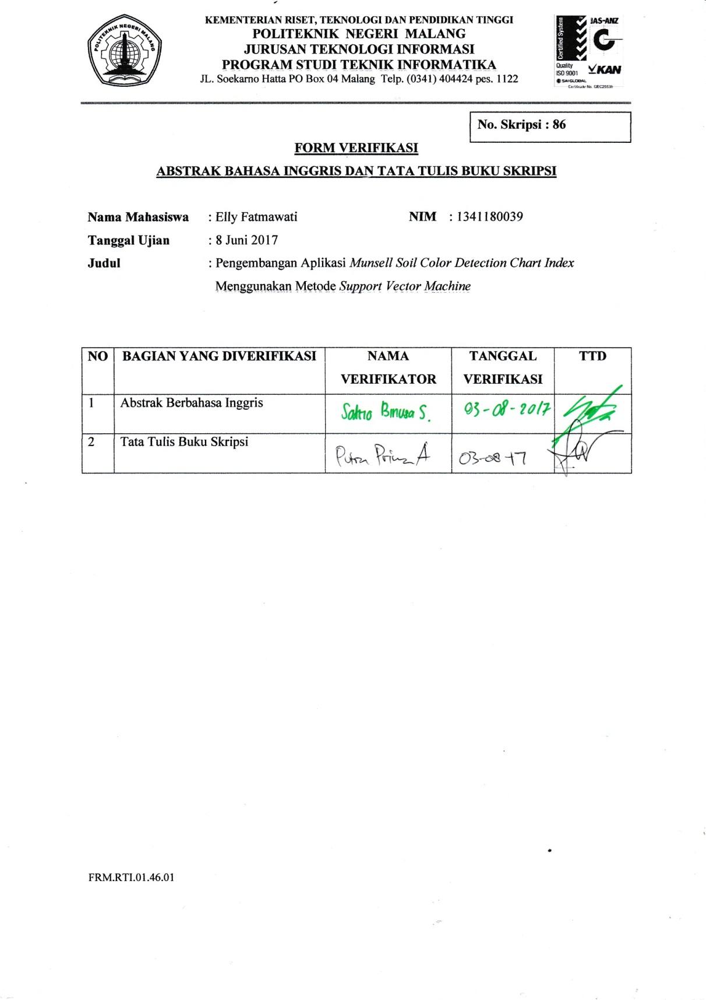 POLITEKNIK NEGERI MALANG
KEMENTERIAN RISET, TEKNOLOGI DAN PENDIDIKAN TINGGI
POLITEKNIK NEGERI MALANG
JURUSAN TEKNOLOGI INFORMASI
PROGRAM STUDI TEKNIK INFORMATIKA
JL. Soekarno Hatta PO Box 04 Malang Telp. (0341) 404424 pes. 1122
Certified System
JAS-ANZ
Quality
ISO 9001
KAN
SAI GLOBAL
Certificate No.
No. Skripsi : 86
FORM VERIFIKASI
ABSTRAK BAHASA INGGRIS DAN TATA TULIS BUKU SKRIPSI
Nama Mahasiswa : Elly Fatmawati NIM : 1341180039
Tanggal Ujian : 8 Juni 2017
Judul : Pengembangan Aplikasi Munsell Soil Color Detection Chart Index
Menggunakan Metode Support Vector Machine
NO BAGIAN YANG DIVERIFIKASI NAMA VERIFIKATOR TANGGAL VERIFIKASI TTD
1 Abstrak Berbahasa Inggris Satrio Binusa S. 03-08-2017
2 Tata Tulis Buku Skripsi Putra Prima A 03-08-17
FRM.RTI.01.46.01